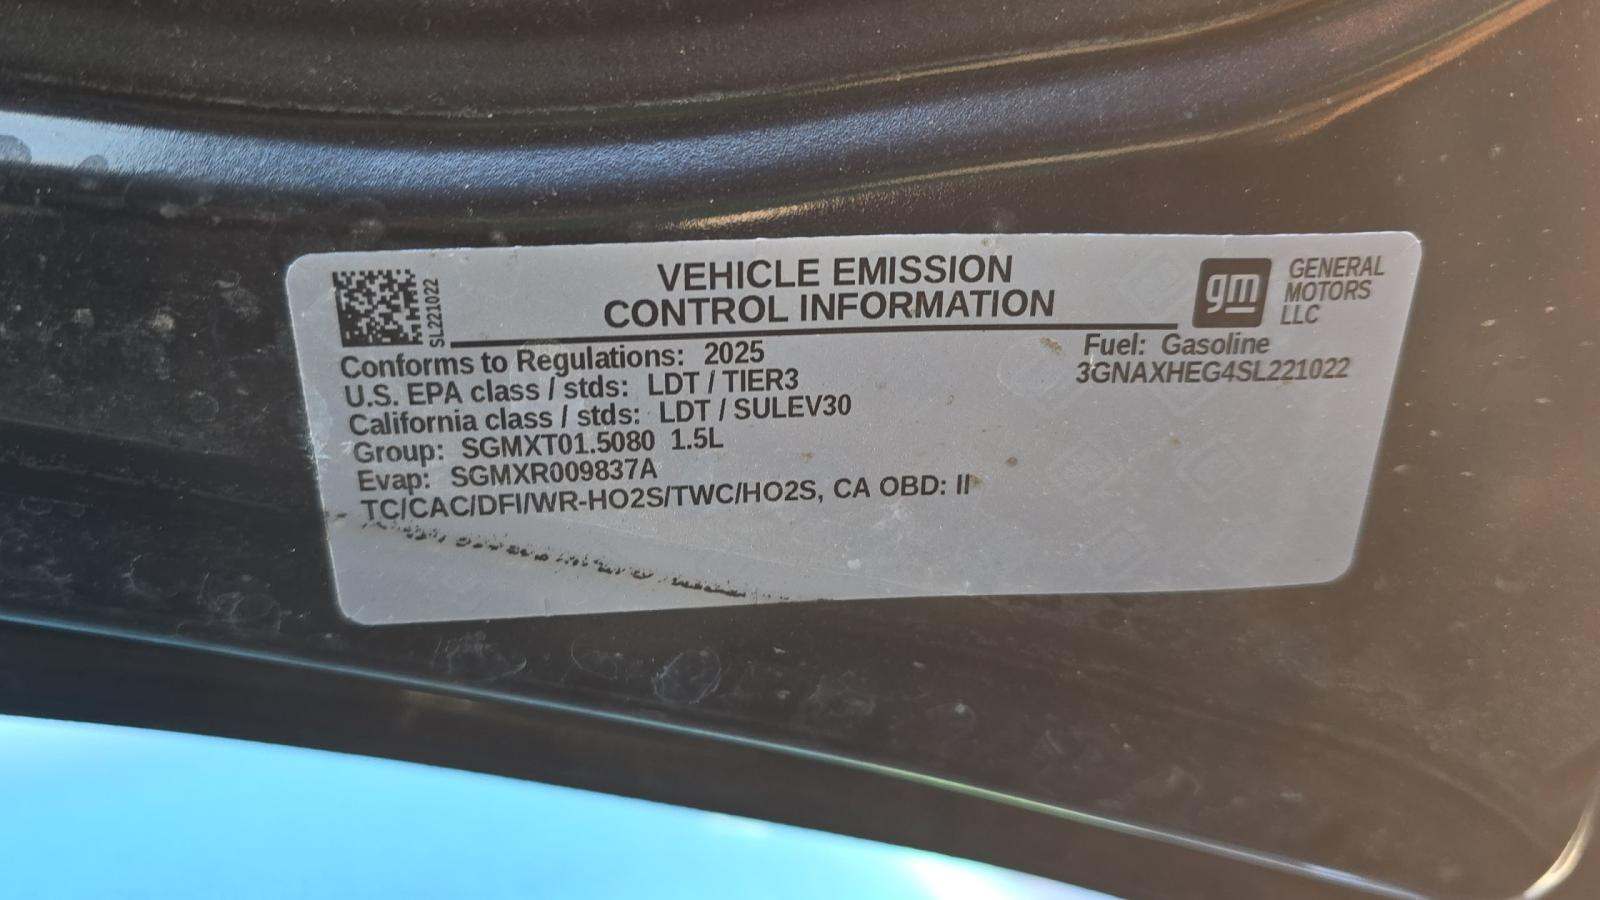 SL221022
VEHICLE EMISSION
CONTROL INFORMATION
gm
GENERAL
MOTORS
LLC
Conforms to Regulations: 2025
Fuel: Gasoline
U.S. EPA class / stds: LDT / TIER3
3GNAXHEG4SL221022
California class / stds: LDT / SULEV30
Group: SGMXT01.5080 1.5L
Evap: SGMXR009837A
TC/CAC/DFI/WR-HO2S/TWC/HO2S, CA OBD: II